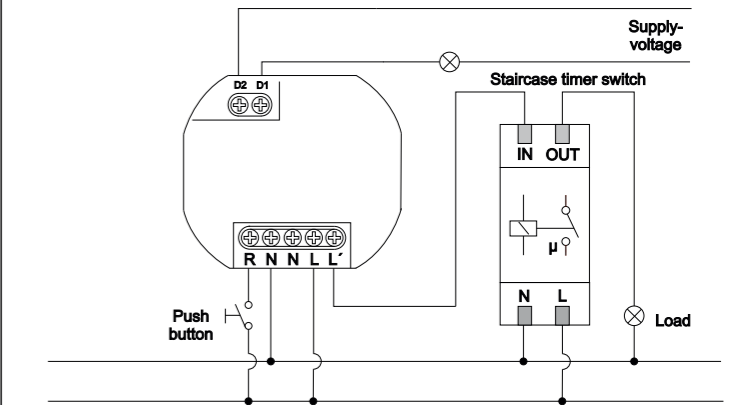 Supply-
voltage
D2 D1
Staircase timer switch
IN OUT
µ
R N N L L´
N L
Push
button
Load